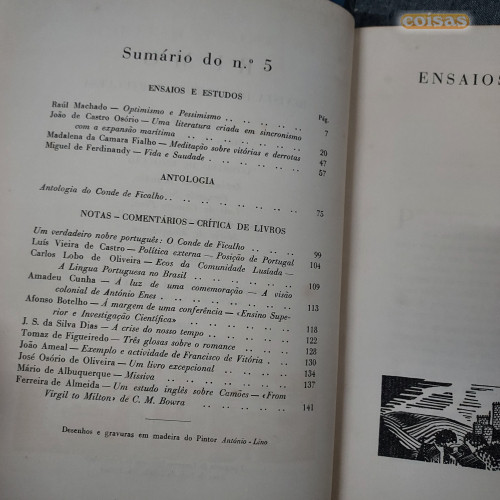 coisas
Sumário do n.º 5
ENSAIOS E ESTUDOS
Pág.
Raúl Machado — Optimismo e Pessimismo .. .. .. .. .. 7
João de Castro Osório — Uma literatura criada em sincronismo
com a expansão marítima .. .. .. .. .. .. .. 20
Madalena da Camara Fialho — Meditação sobre vitórias e derrotas 47
Miguel de Ferdinandy — Vida e Saudade .. .. .. .. .. 57
ANTOLOGIA
Antologia do Conde de Ficalho .. .. .. .. .. .. .. 75
NOTAS — COMENTÁRIOS — CRÍTICA DE LIVROS
Um verdadeiro nobre português: O Conde de Ficalho .. .. .. 99
Luís Vieira de Castro — Política externa — Posição de Portugal 104
Carlos Lobo de Oliveira — Ecos da Comunidade Lusíada —
A Língua Portuguesa no Brasil .. .. .. .. .. .. 109
Amadeu Cunha — À luz de uma comemoração — A visão
colonial de António Enes .. .. .. .. .. .. .. 113
Afonso Botelho — À margem de uma conferência — «Ensino Supe-
rior e Investigação Científica» .. .. .. .. .. .. 118
J. S. da Silva Dias — A crise do nosso tempo .. .. .. .. 122
Tomaz de Figueiredo — Três glosas sobre o romance .. .. .. 128
João Ameal — Exemplo e actividade de Francisco de Vitória .. .. 130
José Osório de Oliveira — Um livro excepcional .. .. .. .. 134
Mário de Albuquerque — Missiva .. .. .. .. .. .. 137
Ferreira de Almeida — Um estudo inglês sobre Camões — «From
Virgil to Milton» de C. M. Bowra .. .. .. .. .. 141
Desenhos e gravuras em madeira do Pintor António-Lino
ENSAIOS